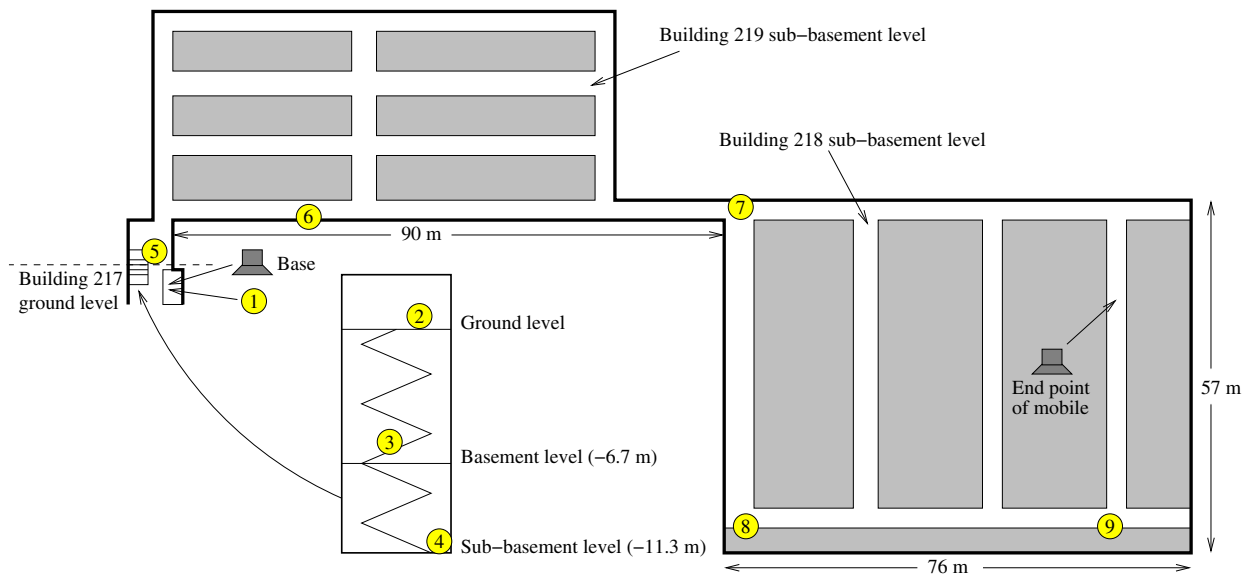 Building 219 sub−basement level
Building 218 sub−basement level
7
6
90 m
5
Base
Building 217
ground level
1
2
Ground level
End point
of mobile
57 m
3
Basement level (−6.7 m)
8
9
4
Sub−basement level (−11.3 m)
76 m